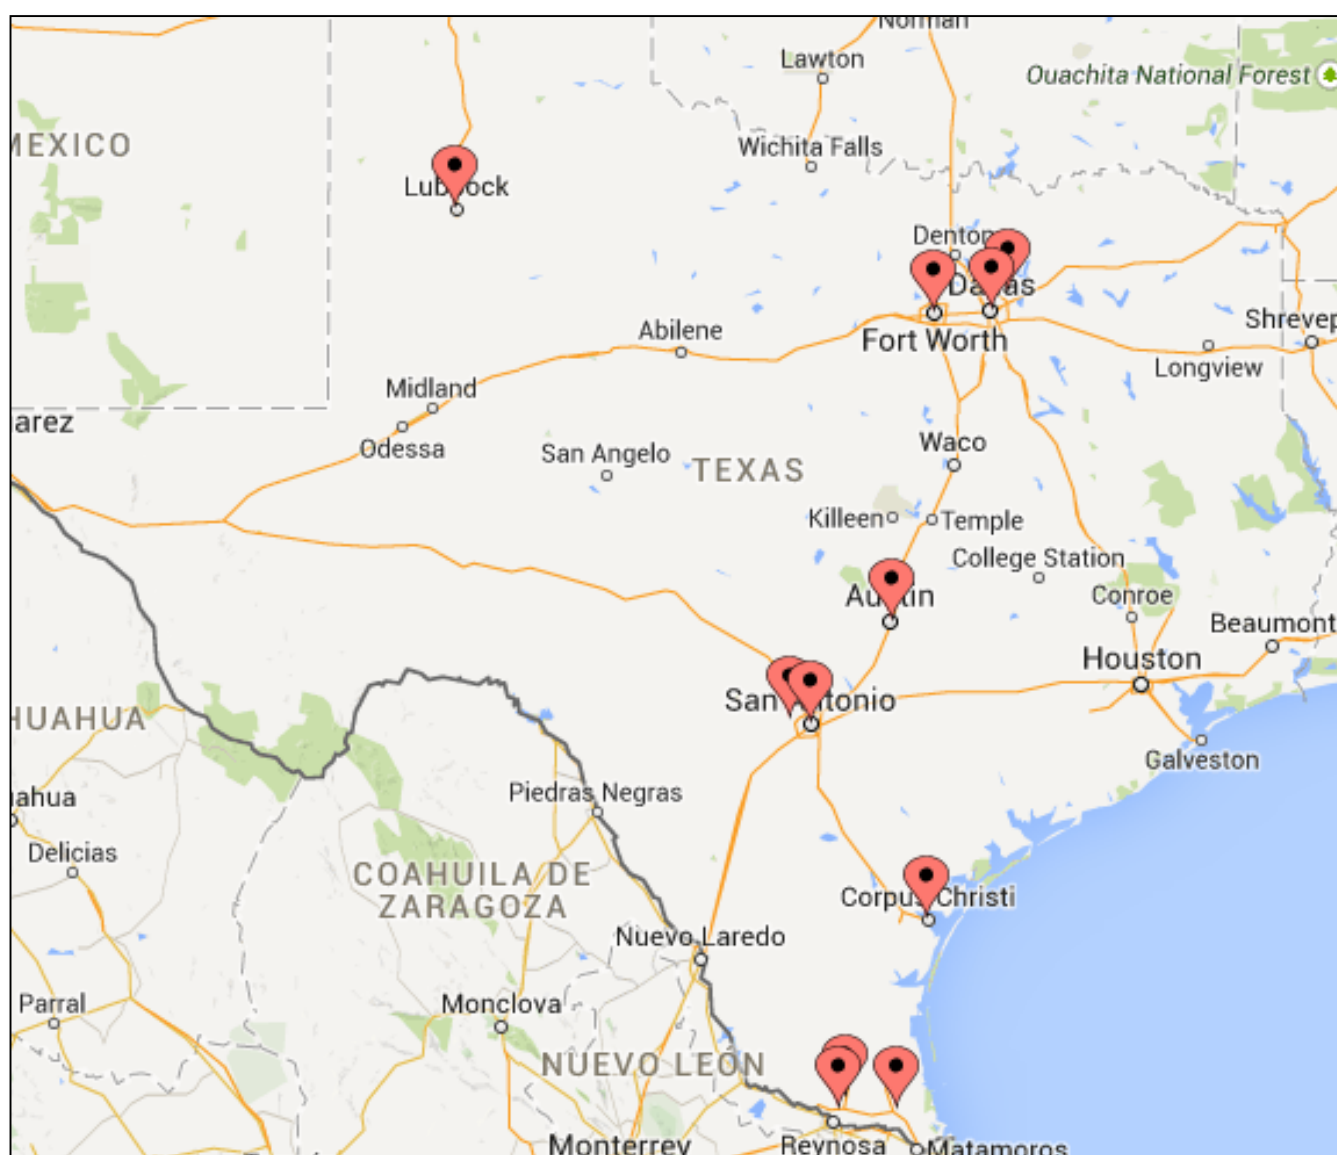 Norman
Lawton
Ouachita National Forest
MEXICO
Wichita Falls
Lubbock
Denton
Dallas
Fort Worth
Abilene
Shrevep
Longview
Midland
arez
Odessa
San Angelo
TEXAS
Waco
Killeen
Temple
College Station
Austin
Conroe
Beaumont
Houston
San Antonio
HUAHUA
Galveston
Piedras Negras
ahua
Delicias
COAHUILA DE
ZARAGOZA
Corpus Christi
Nuevo Laredo
Parral
Monclova
NUEVO LEÓN
Monterrey
Reynosa
Matamoros